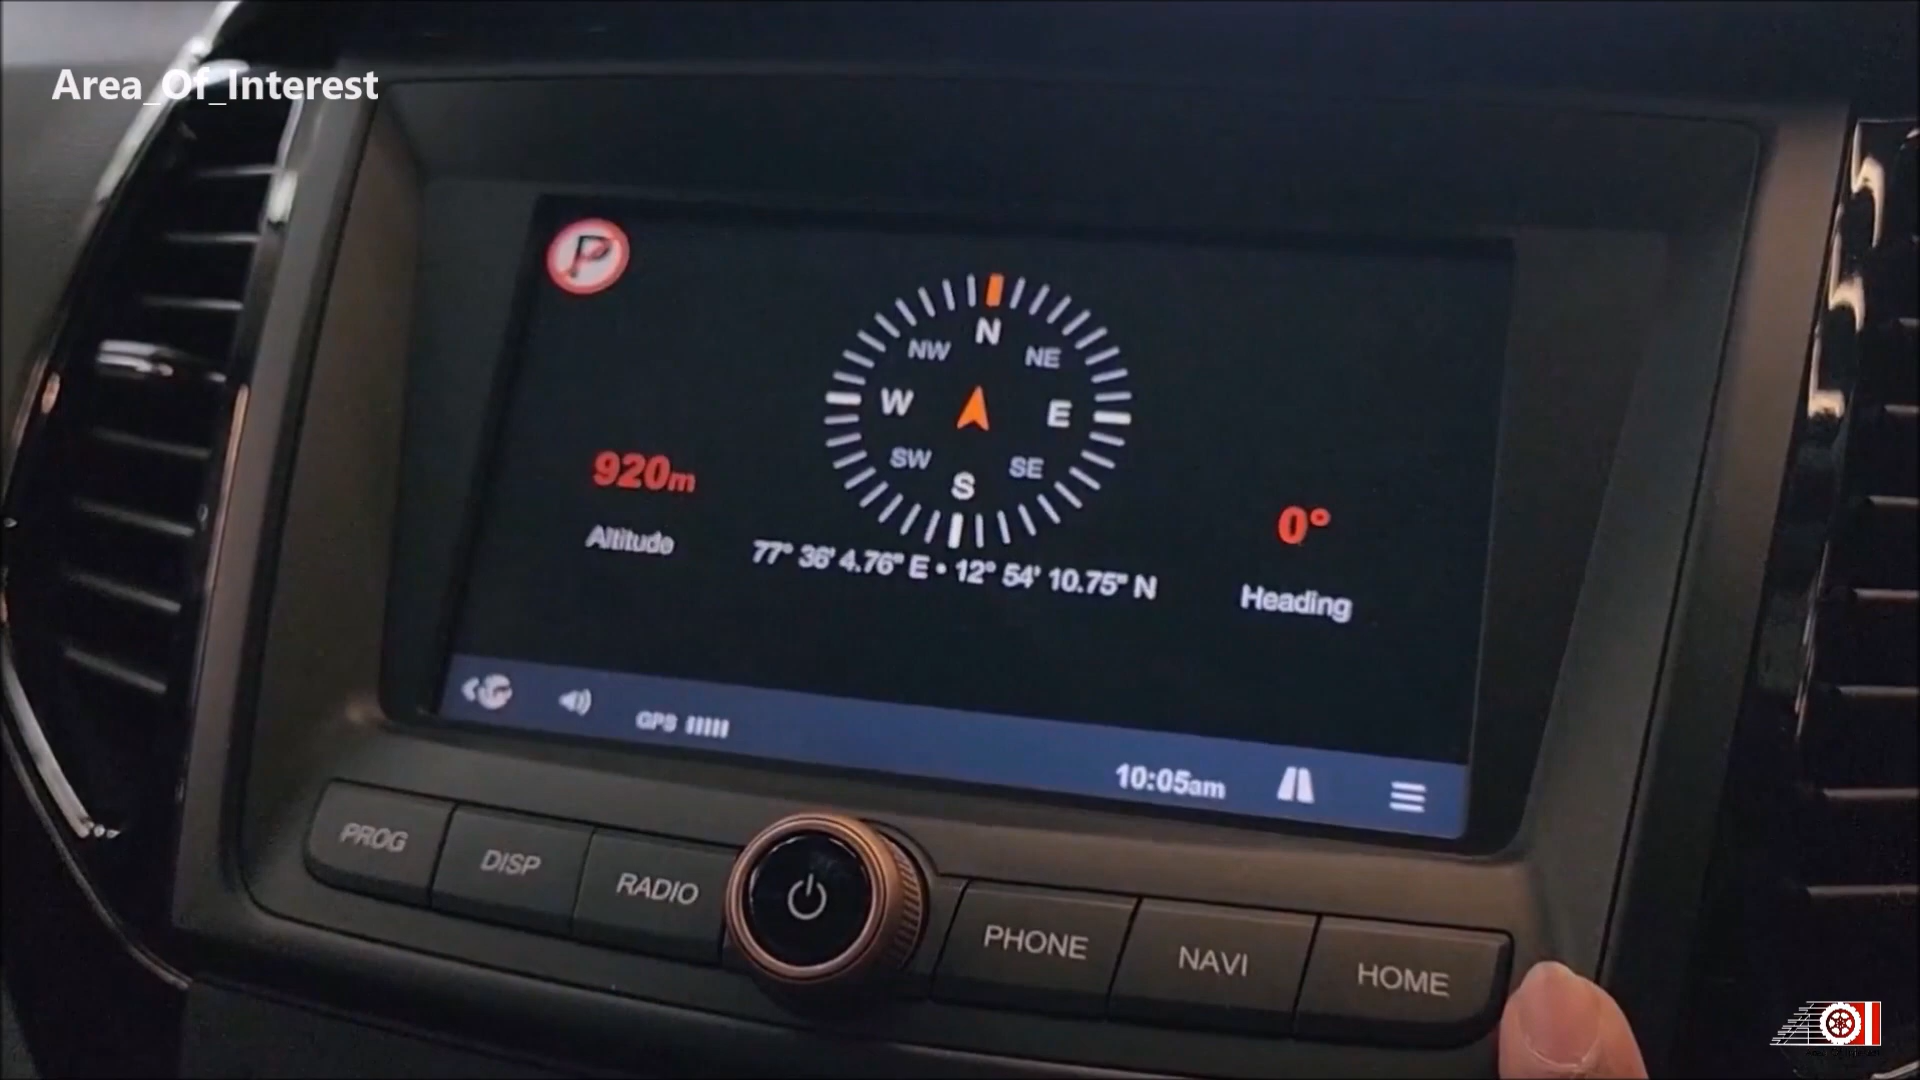 Area_Of_Interest
P
N
NW
NE
W
E
SW
SE
S
920m
Altitude
0°
Heading
77° 36' 4.76" E • 12° 54' 10.75" N
GPS
10:05am
PROG
DISP
RADIO
PHONE
NAVI
HOME